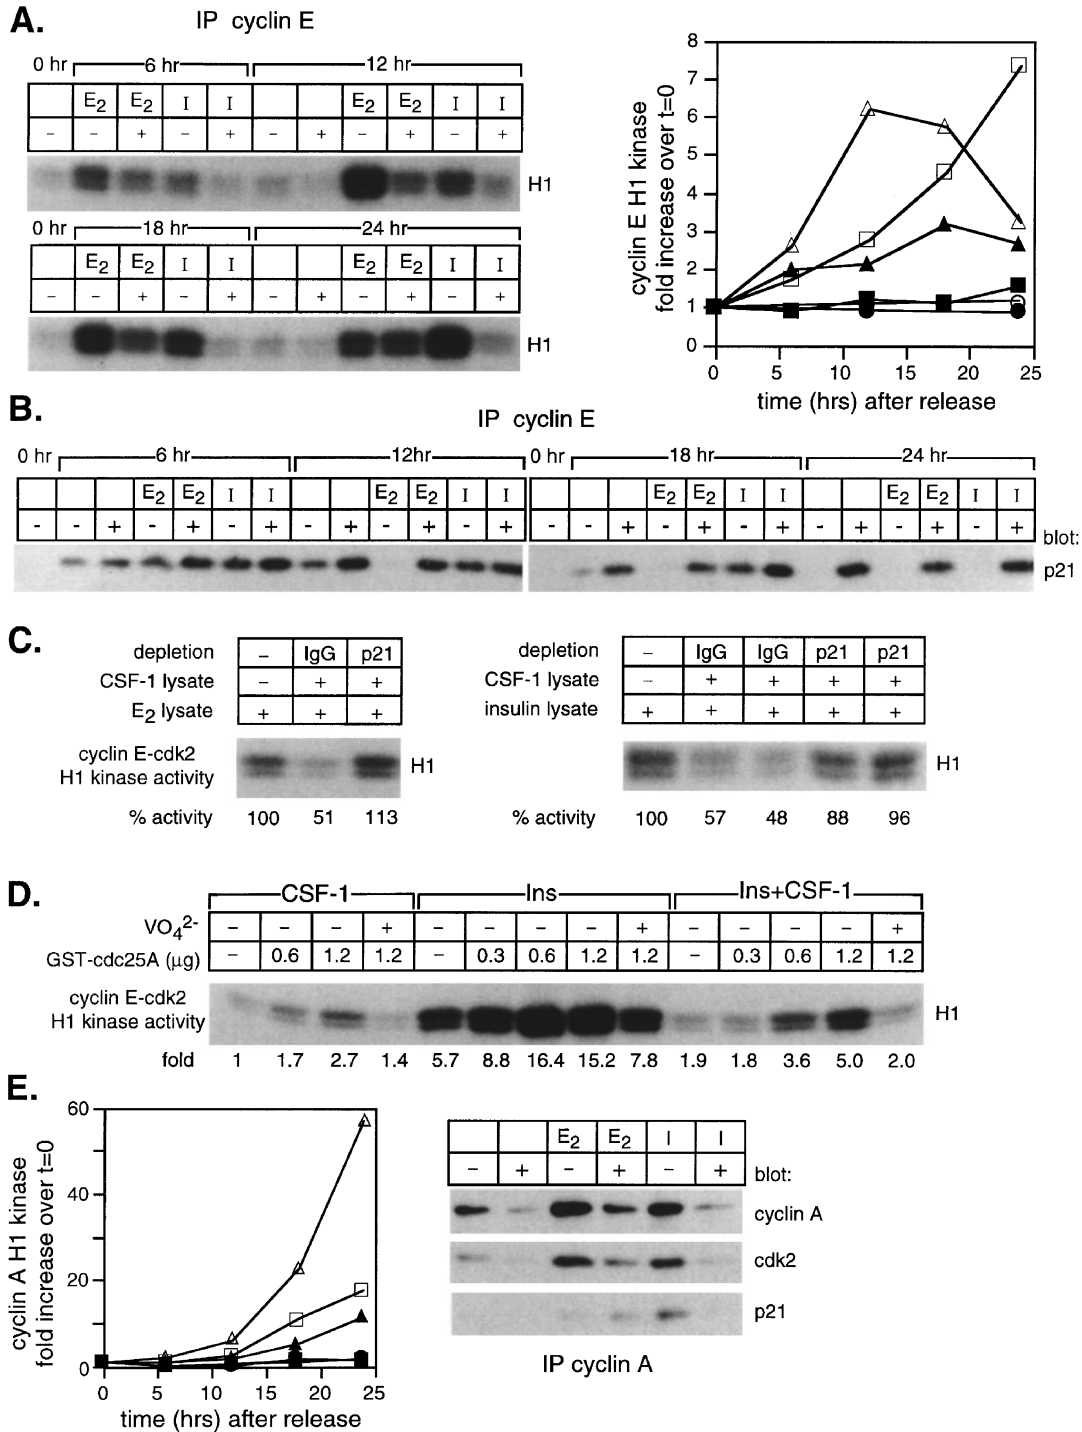 A.
IP cyclin E
0 hr 6 hr 12 hr
E2 E2 I I E2 E2 I I
- - + - + - + - + - +
H1
0 hr 18 hr 24 hr
E2 E2 I I E2 E2 I I
- - + - + - + - + - +
H1
cyclin E H1 kinase
fold increase over t=0
8
7
6
5
4
3
2
1
0
0 5 10 15 20 25
time (hrs) after release
B.
IP cyclin E
0 hr 6 hr 12hr 0 hr 18 hr 24 hr
E2 E2 I I E2 E2 I I E2 E2 I I E2 E2 I I
- - + - + - + - + - + - + - - + - + - + - + - + - +
blot:
p21
C.
depletion - IgG p21
CSF-1 lysate - + +
E2 lysate + + +
cyclin E-cdk2
H1 kinase activity
H1
% activity 100 51 113
depletion - IgG IgG p21 p21
CSF-1 lysate - + + + +
insulin lysate + + + + +
H1
% activity 100 57 48 88 96
D.
CSF-1 Ins Ins+CSF-1
VO4 2- - - - + - - - - + - - - - +
GST-cdc25A (µg) - 0.6 1.2 1.2 - 0.3 0.6 1.2 1.2 - 0.3 0.6 1.2 1.2
cyclin E-cdk2
H1 kinase activity
H1
fold 1 1.7 2.7 1.4 5.7 8.8 16.4 15.2 7.8 1.9 1.8 3.6 5.0 2.0
E.
cyclin A H1 kinase
fold increase over t=0
60
40
20
0
0 5 10 15 20 25
time (hrs) after release
E2 E2 I I
- + - + - +
blot:
cyclin A
cdk2
p21
IP cyclin A